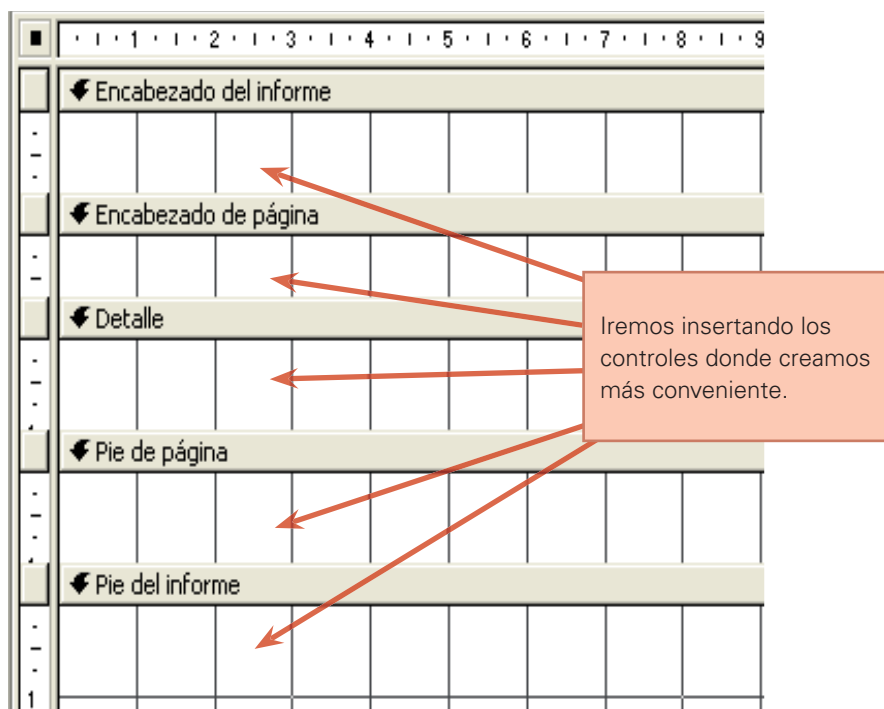 1 2 3 4 5 6 7 8 9
Encabezado del informe
Encabezado de página
Detalle
Pie de página
Pie del informe
1
Iremos insertando los
controles donde creamos
más conveniente.